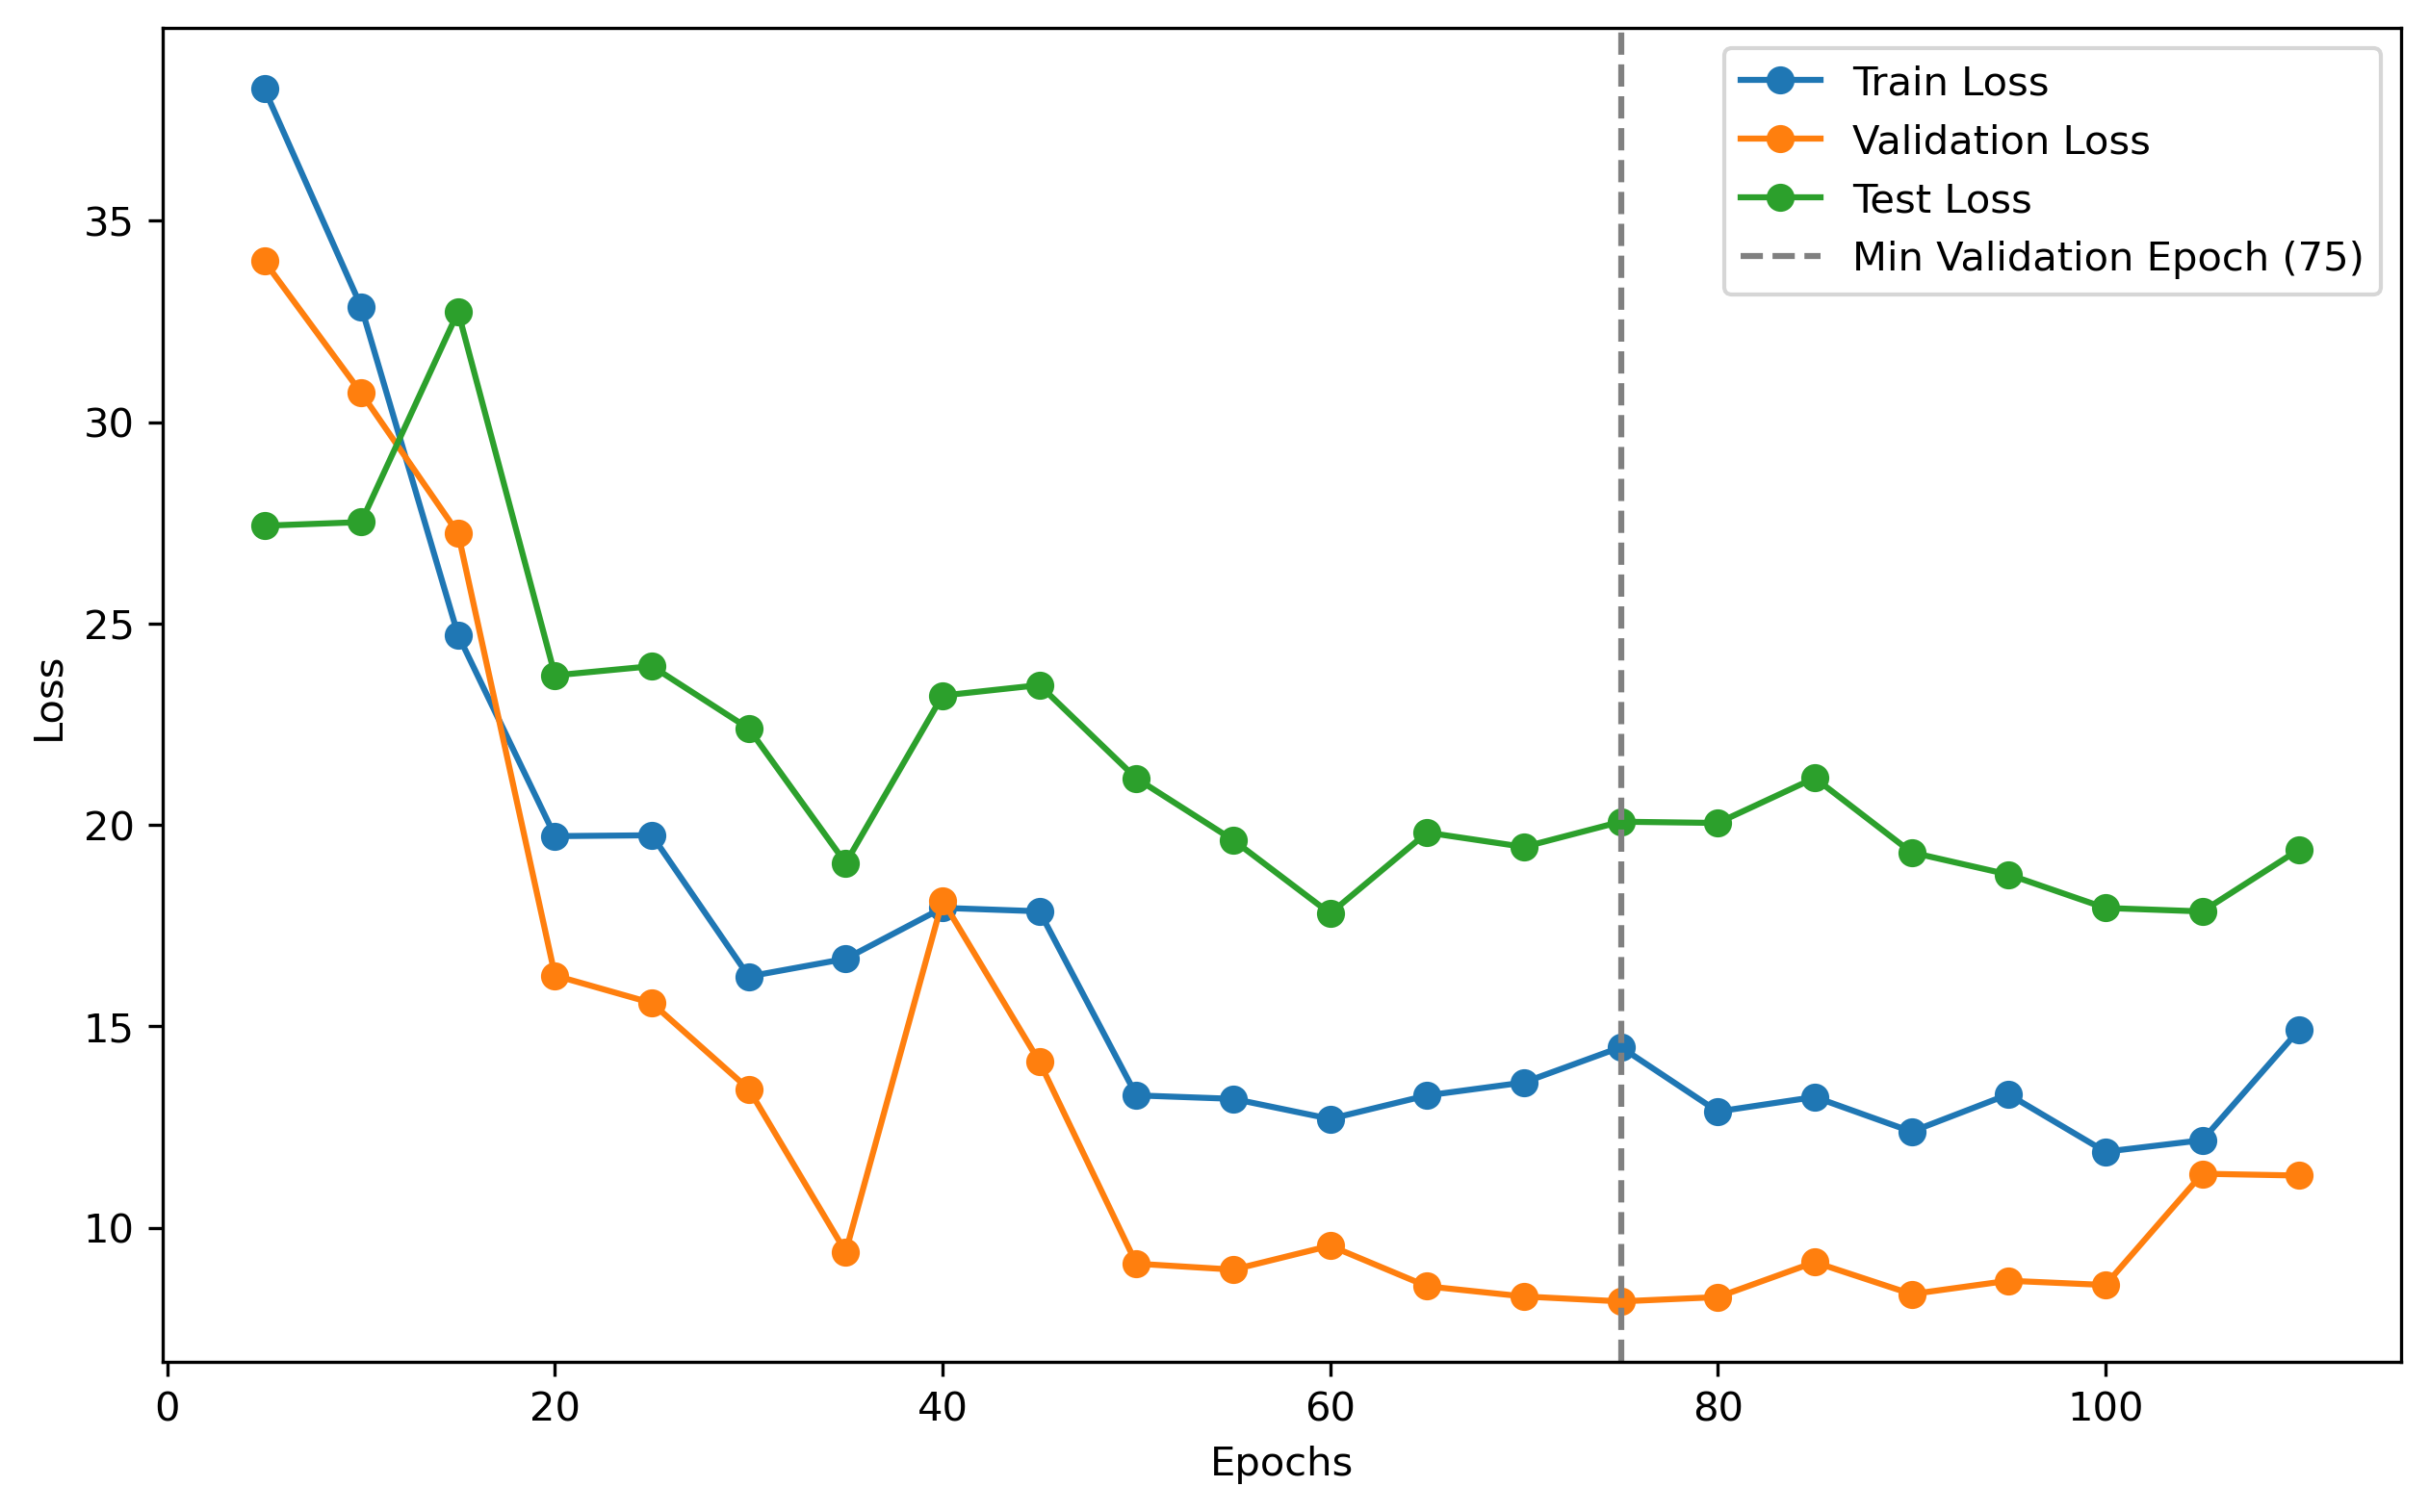 Train Loss
Validation Loss
Test Loss
Min Validation Epoch (75)
35
30
25
20
15
10
Loss
0 20 40 60 80 100
Epochs